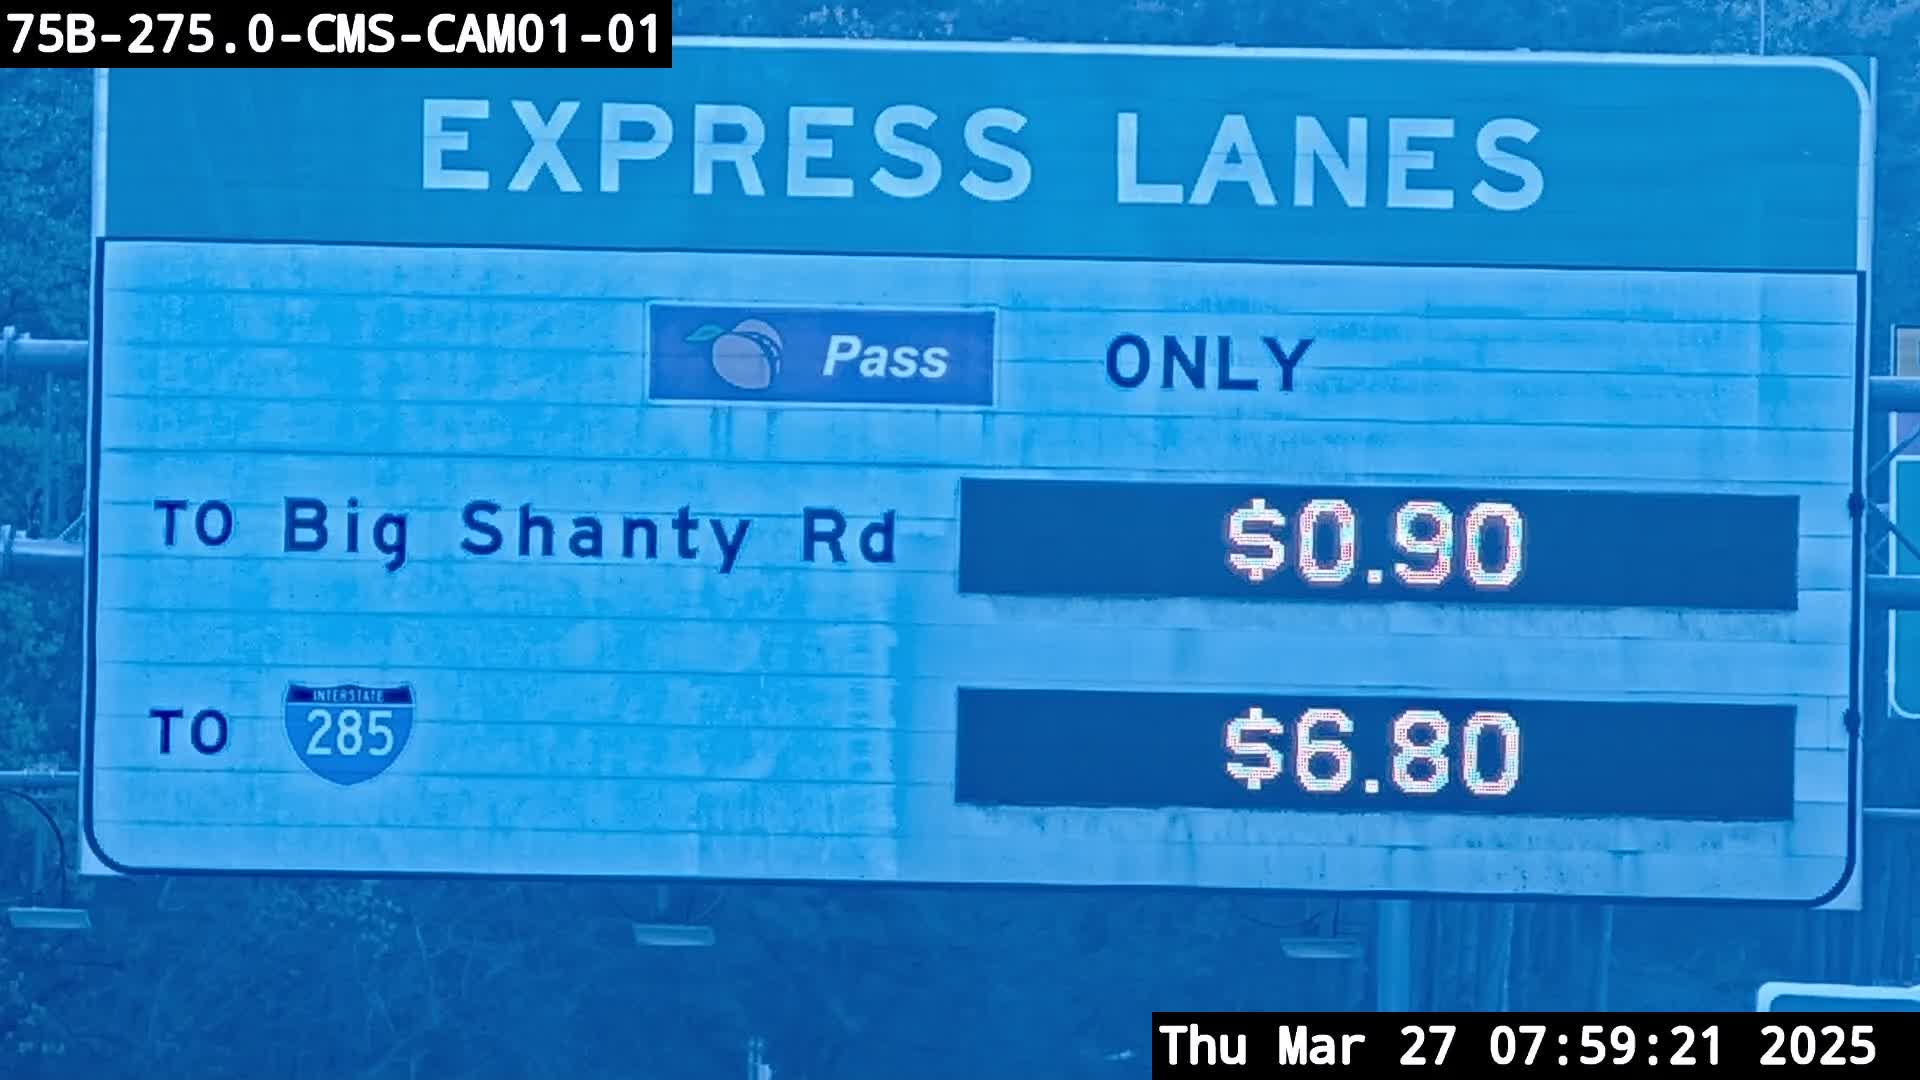 75B-275.0-CMS-CAM01-01
EXPRESS LANES
Pass ONLY
TO Big Shanty Rd $0.90
TO INTERSTATE 285 $6.80
Thu Mar 27 07:59:21 2025